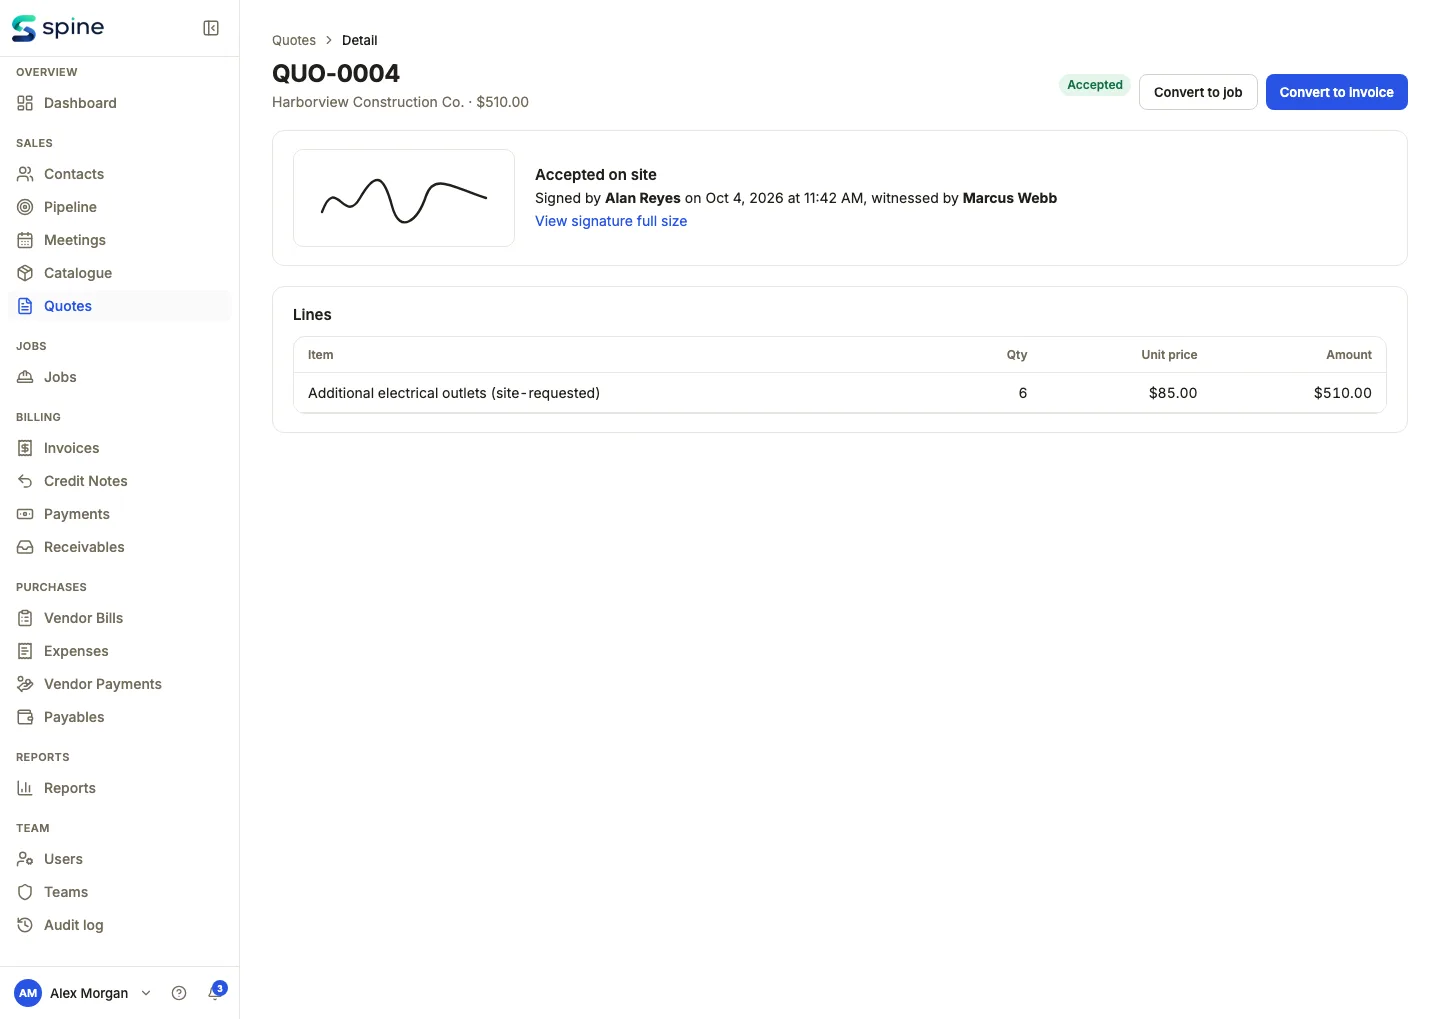 spine
OVERVIEW
Dashboard
SALES
Contacts
Pipeline
Meetings
Catalogue
Quotes
JOBS
Jobs
BILLING
Invoices
Credit Notes
Payments
Receivables
PURCHASES
Vendor Bills
Expenses
Vendor Payments
Payables
REPORTS
Reports
TEAM
Users
Teams
Audit log
AM Alex Morgan 3
Quotes > Detail
QUO-0004
Harborview Construction Co. · $510.00
Accepted Convert to job Convert to invoice
Accepted on site
Signed by Alan Reyes on Oct 4, 2026 at 11:42 AM, witnessed by Marcus Webb
View signature full size
Lines
Item Qty Unit price Amount
Additional electrical outlets (site-requested) 6 $85.00 $510.00